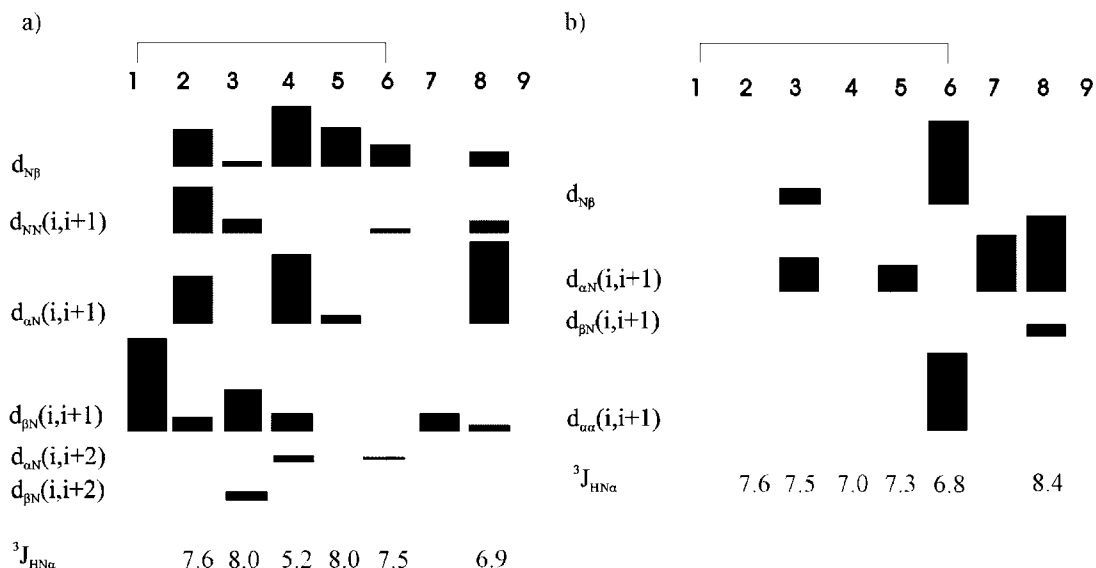 a)
1 2 3 4 5 6 7 8 9
dNβ
dNN(i,i+1)
dαN(i,i+1)
dβN(i,i+1)
dαN(i,i+2)
dβN(i,i+2)
³JHNα 7.6 8.0 5.2 8.0 7.5 6.9
b)
1 2 3 4 5 6 7 8 9
dNβ
dαN(i,i+1)
dβN(i,i+1)
dαα(i,i+1)
³JHNα 7.6 7.5 7.0 7.3 6.8 8.4